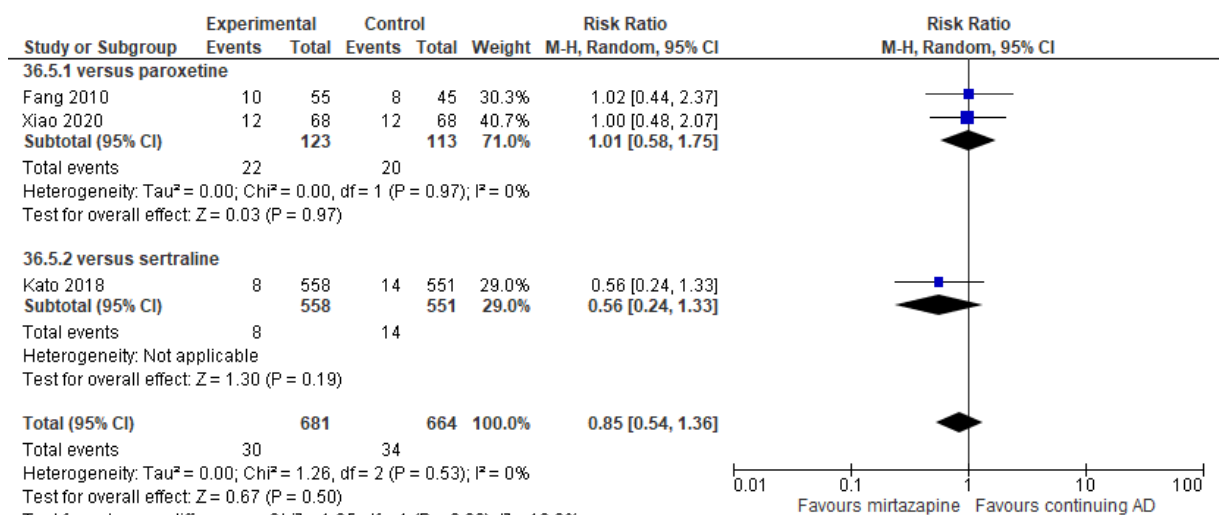 Experimental Control Risk Ratio Risk Ratio
Study or Subgroup Events Total Events Total Weight M-H, Random, 95% CI M-H, Random, 95% CI
36.5.1 versus paroxetine
Fang 2010 10 55 8 45 30.3% 1.02 [0.44, 2.37]
Xiao 2020 12 68 12 68 40.7% 1.00 [0.48, 2.07]
Subtotal (95% CI) 123 113 71.0% 1.01 [0.58, 1.75]
Total events 22 20
Heterogeneity: Tau² = 0.00; Chi² = 0.00, df = 1 (P = 0.97); I² = 0%
Test for overall effect: Z = 0.03 (P = 0.97)
36.5.2 versus sertraline
Kato 2018 8 558 14 551 29.0% 0.56 [0.24, 1.33]
Subtotal (95% CI) 558 551 29.0% 0.56 [0.24, 1.33]
Total events 8 14
Heterogeneity: Not applicable
Test for overall effect: Z = 1.30 (P = 0.19)
Total (95% CI) 681 664 100.0% 0.85 [0.54, 1.36]
Total events 30 34
Heterogeneity: Tau² = 0.00; Chi² = 1.26, df = 2 (P = 0.53); I² = 0%
Test for overall effect: Z = 0.67 (P = 0.50)
0.01 0.1 1 10 100
Favours mirtazapine Favours continuing AD